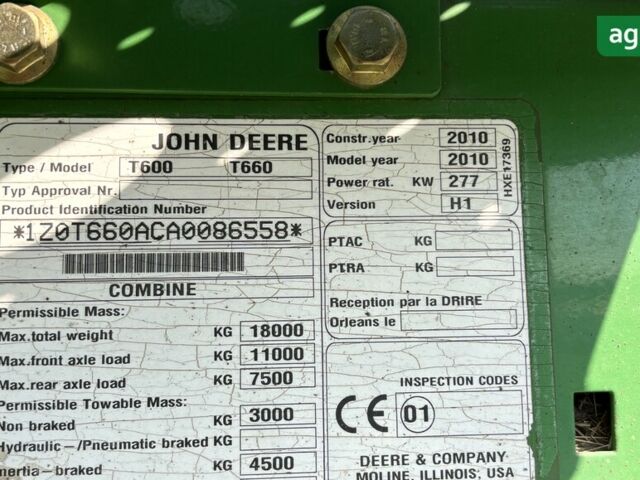 ag
JOHN DEERE
Type / Model T600 T660
Typ Approval Nr.
Product Identification Number
*1Z0T660ACA0086558*
COMBINE
Permissible Mass:
Max.total weight KG 18000
Max.front axle load KG 11000
Max.rear axle load KG 7500
Permissible Towable Mass:
Non braked KG 3000
Hydraulic-/Pneumatic braked KG
Inertia-braked KG 4500
Constr.year 2010
Model year 2010
Power rat. KW 277
Version H1
HXE17369
PTAC KG
PTRA KG
Reception par la DRIRE
Orleans le
INSPECTION CODES
CE 01
DEERE & COMPANY
MOLINE, ILLINOIS, USA